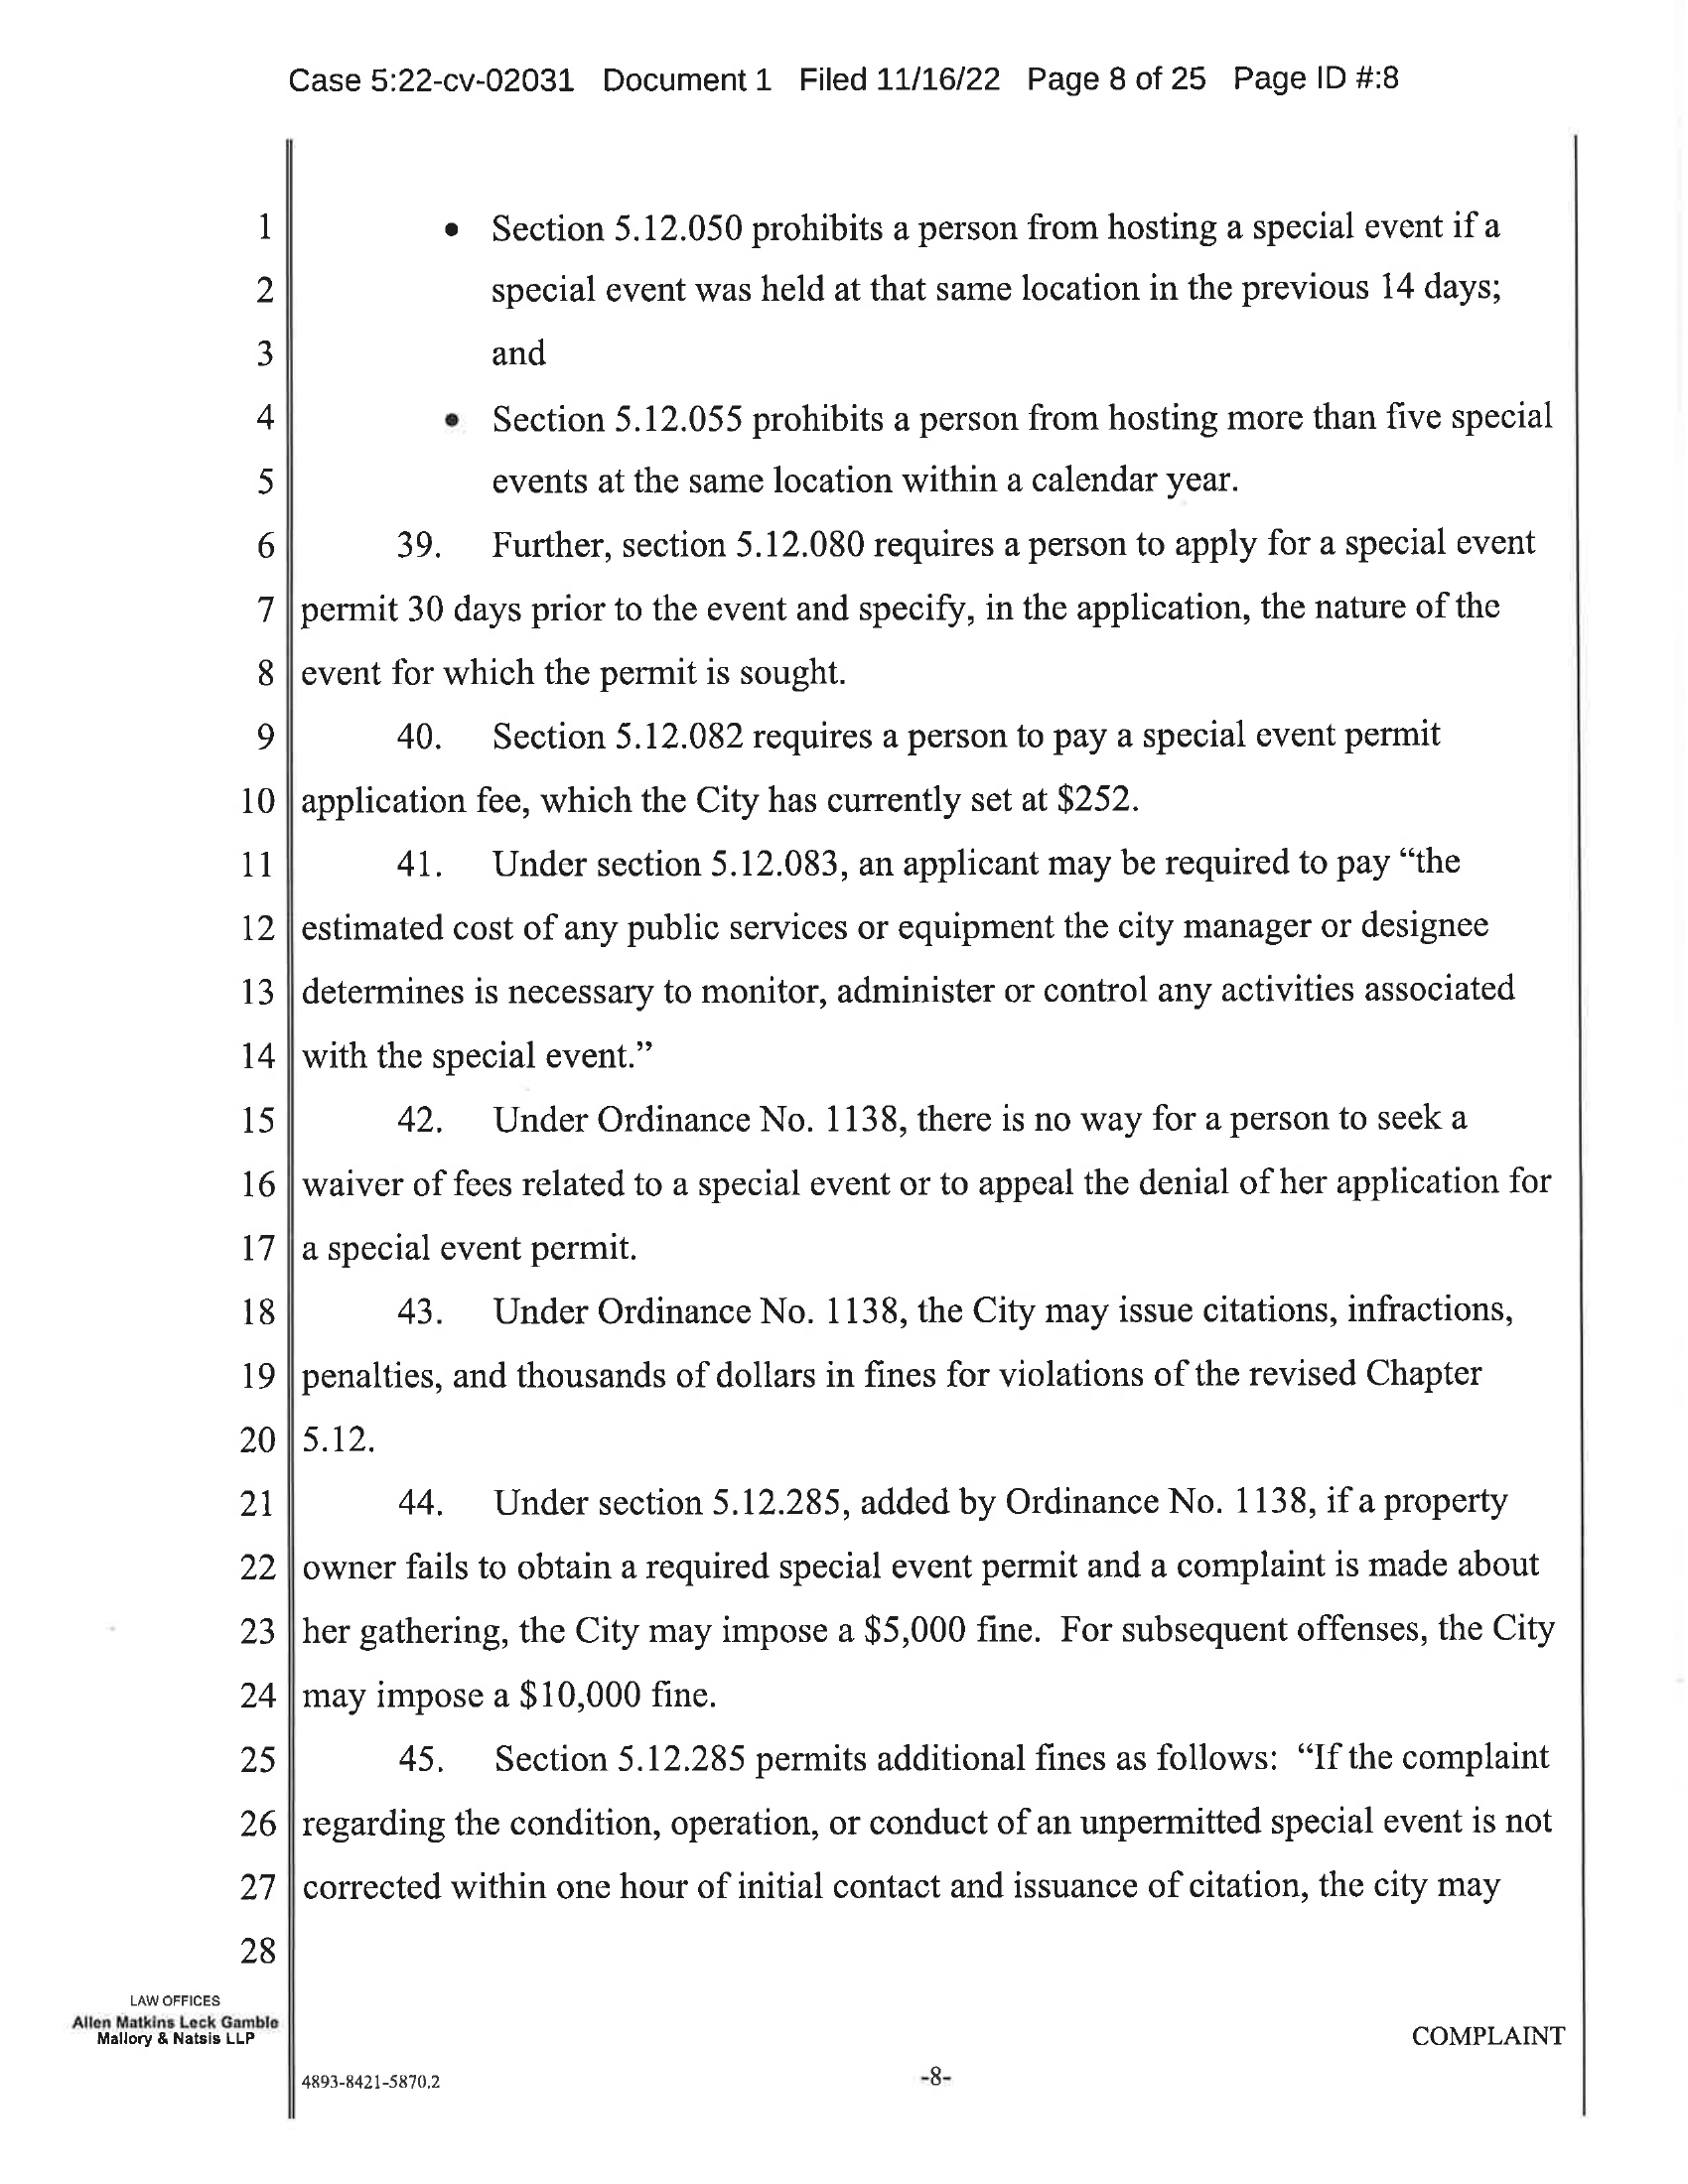 Case 5:22-cv-02031 Document 1 Filed 11/16/22 Page 8 of 25 Page ID #:8
1 • Section 5.12.050 prohibits a person from hosting a special event if a
2 special event was held at that same location in the previous 14 days;
3 and
4 • Section 5.12.055 prohibits a person from hosting more than five special
5 events at the same location within a calendar year.
6 39. Further, section 5.12.080 requires a person to apply for a special event
7 permit 30 days prior to the event and specify, in the application, the nature of the
8 event for which the permit is sought.
9 40. Section 5.12.082 requires a person to pay a special event permit
10 application fee, which the City has currently set at $252.
11 41. Under section 5.12.083, an applicant may be required to pay “the
12 estimated cost of any public services or equipment the city manager or designee
13 determines is necessary to monitor, administer or control any activities associated
14 with the special event.”
15 42. Under Ordinance No. 1138, there is no way for a person to seek a
16 waiver of fees related to a special event or to appeal the denial of her application for
17 a special event permit.
18 43. Under Ordinance No. 1138, the City may issue citations, infractions,
19 penalties, and thousands of dollars in fines for violations of the revised Chapter
20 5.12.
21 44. Under section 5.12.285, added by Ordinance No. 1138, if a property
22 owner fails to obtain a required special event permit and a complaint is made about
23 her gathering, the City may impose a $5,000 fine. For subsequent offenses, the City
24 may impose a $10,000 fine.
25 45. Section 5.12.285 permits additional fines as follows: “If the complaint
26 regarding the condition, operation, or conduct of an unpermitted special event is not
27 corrected within one hour of initial contact and issuance of citation, the city may
28
LAW OFFICES
Allen Matkins Leck Gamble
Mallory & Natsis LLP
COMPLAINT
4893-8421-5870.2
-8-